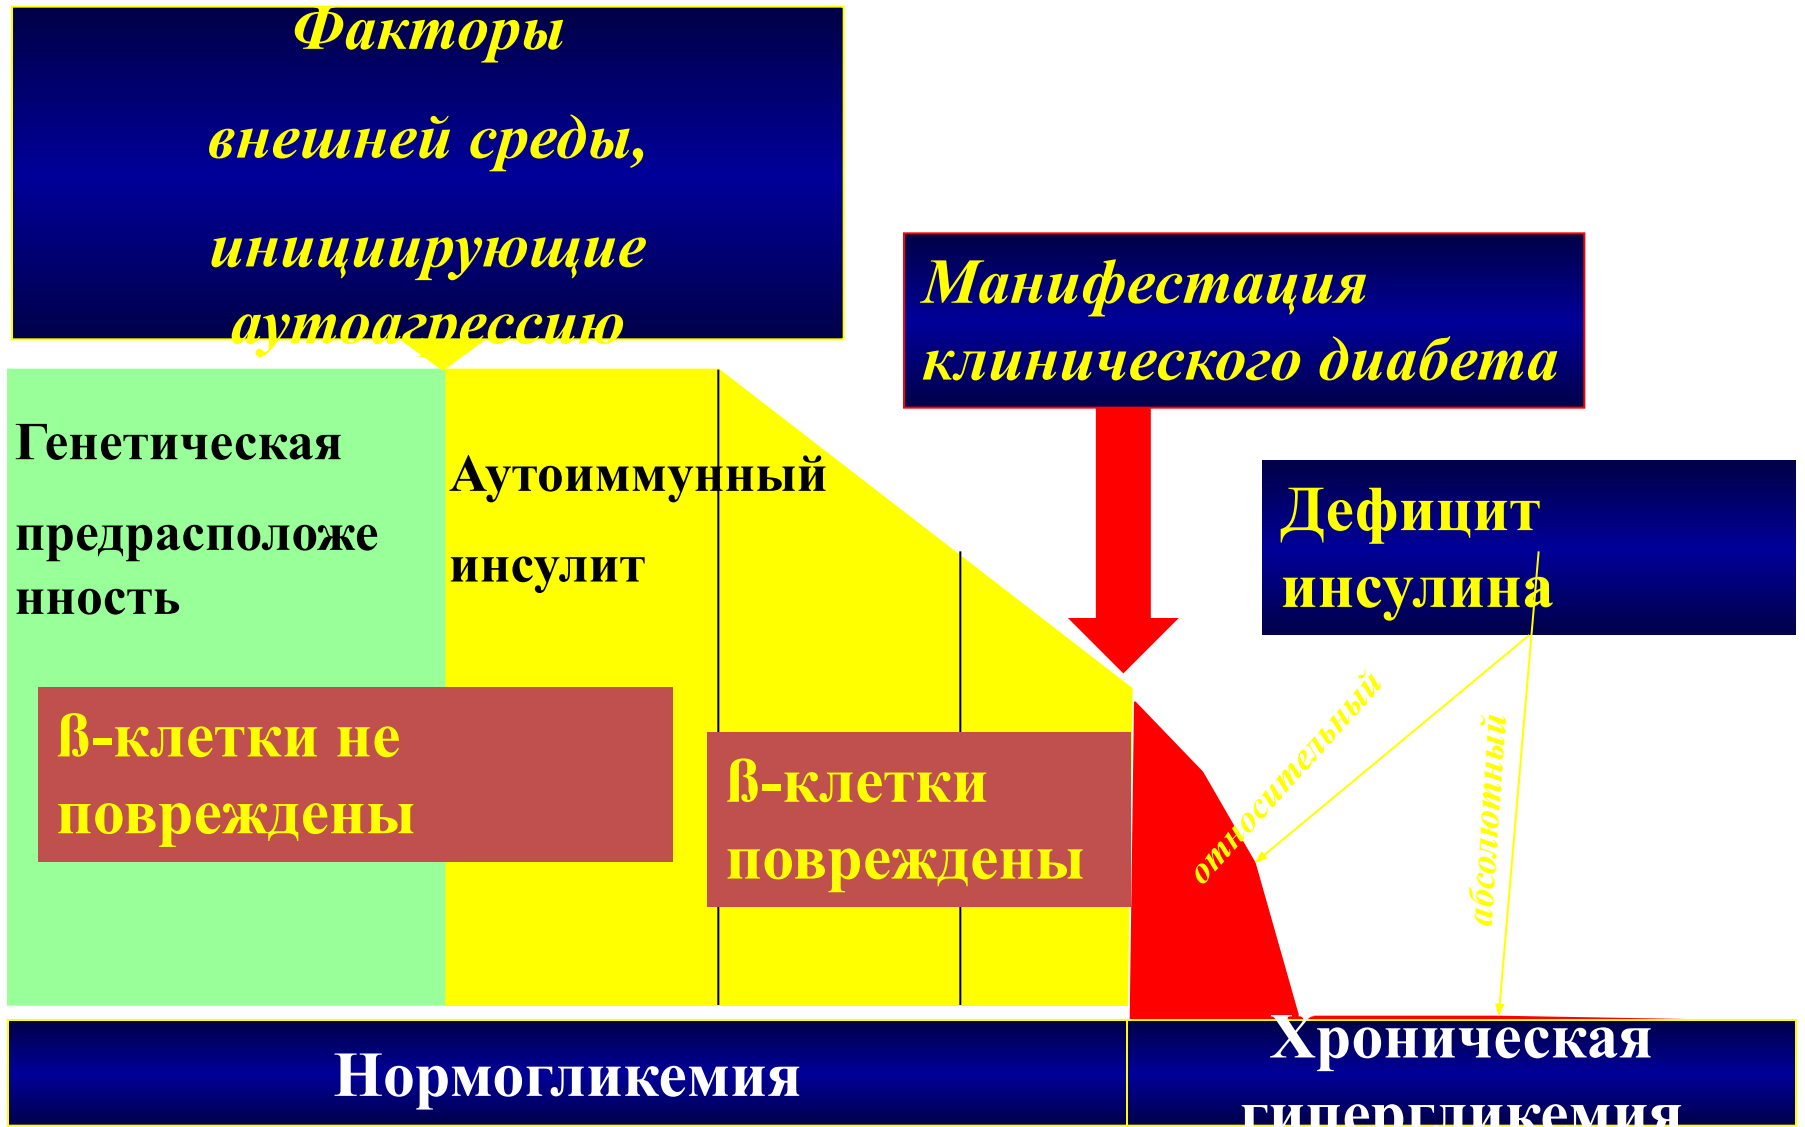 Факторы
внешней среды,
инициирующие
аутоагрессию
Манифестация
клинического диабета
Генетическая
предрасположе
нность
Аутоиммунный
инсулит
Дефицит
инсулина
относительный
абсолютный
ß-клетки не
повреждены
ß-клетки
повреждены
Нормогликемия
Хроническая
гипергликемия